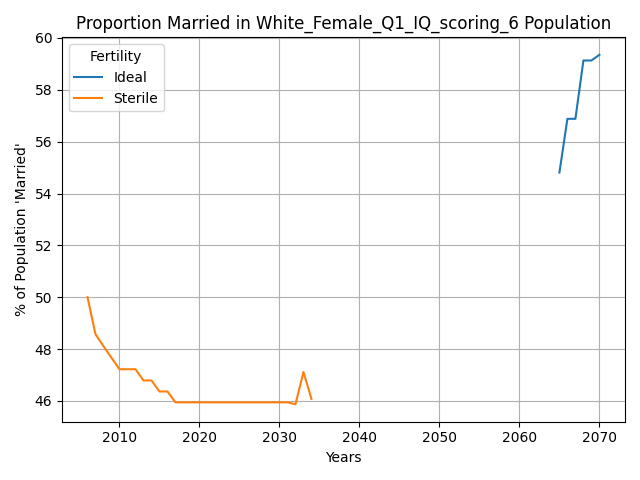 Proportion Married in White_Female_Q1_IQ_scoring_6 Population
60
58
56
54
52
50
48
46
% of Population 'Married'
Fertility
Ideal
Sterile
2010 2020 2030 2040 2050 2060 2070
Years